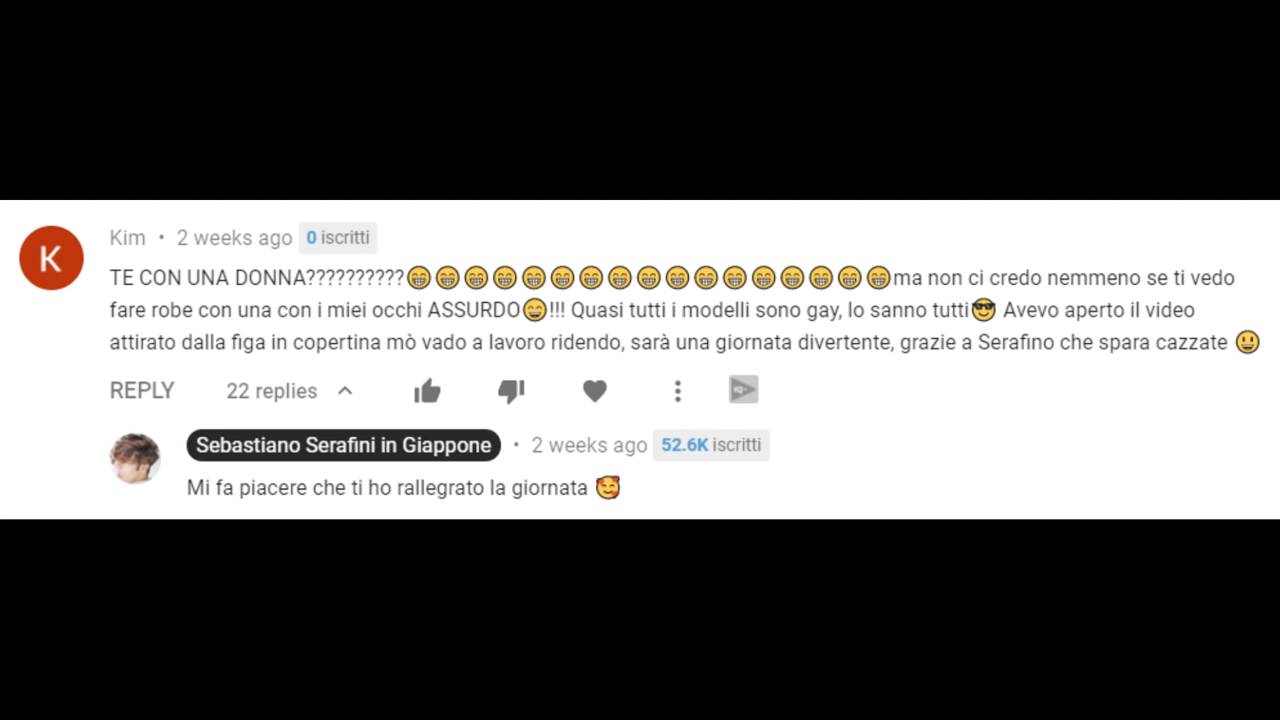 K
Kim • 2 weeks ago 0 iscritti
TE CON UNA DONNA??????????😁😁😁😁😁😁😁😁😁😁😁😁😁😁😁😁😁ma non ci credo nemmeno se ti vedo
fare robe con una con i miei occhi ASSURDO😄!!! Quasi tutti i modelli sono gay, lo sanno tutti😎 Avevo aperto il video
attirato dalla figa in copertina mò vado a lavoro ridendo, sarà una giornata divertente, grazie a Serafino che spara cazzate 😃
REPLY 22 replies
Sebastiano Serafini in Giappone • 2 weeks ago 52.6K iscritti
Mi fa piacere che ti ho rallegrato la giornata 🥰